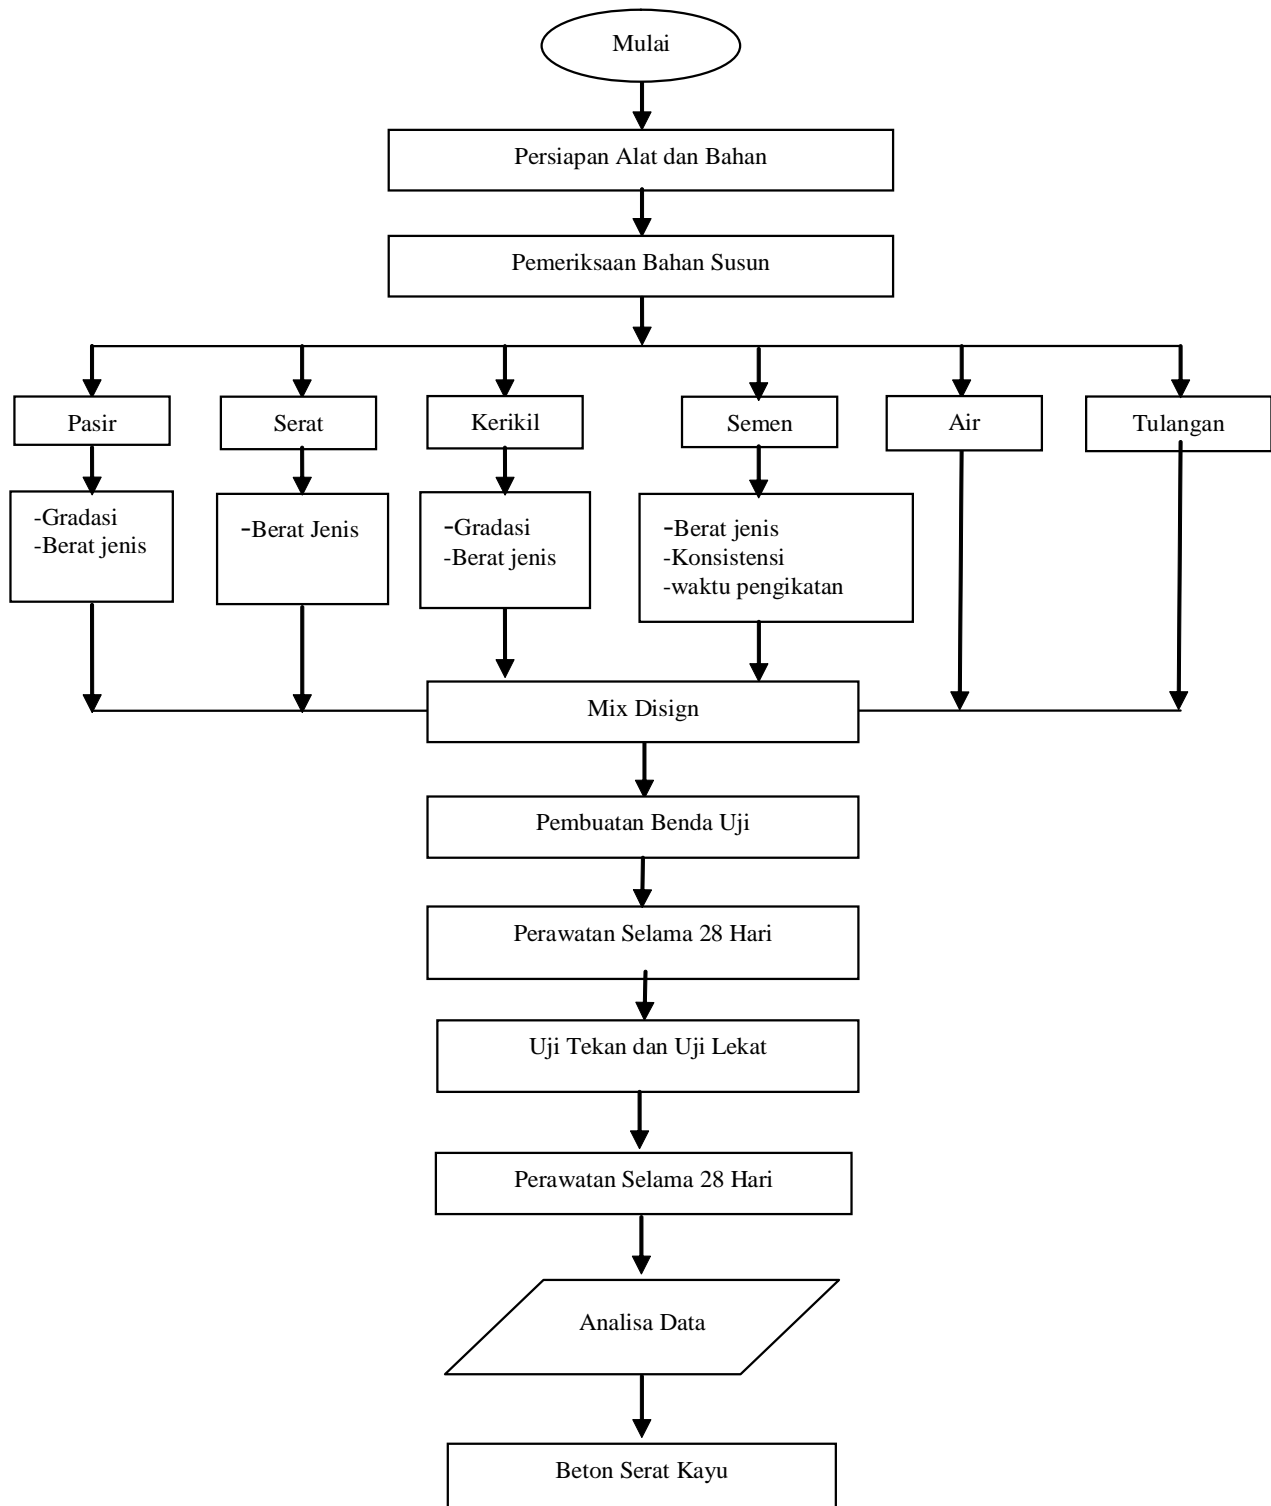 Mulai
Persiapan Alat dan Bahan
Pemeriksaan Bahan Susun
Pasir
Serat
Kerikil
Semen
Air
Tulangan
-Gradasi
-Berat jenis
-Berat Jenis
-Gradasi
-Berat jenis
-Berat jenis
-Konsistensi
-waktu pengikatan
Mix Disign
Pembuatan Benda Uji
Perawatan Selama 28 Hari
Uji Tekan dan Uji Lekat
Perawatan Selama 28 Hari
Analisa Data
Beton Serat Kayu